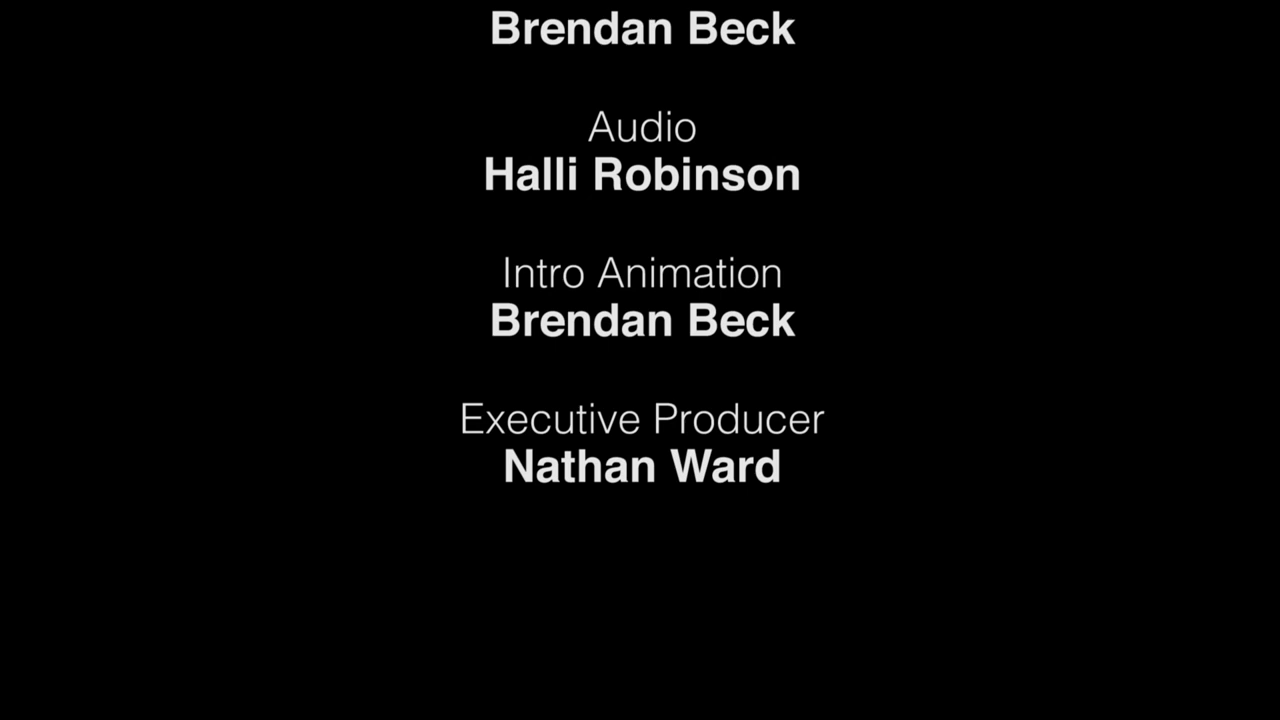 Brendan Beck
Audio
Halli Robinson
Intro Animation
Brendan Beck
Executive Producer
Nathan Ward